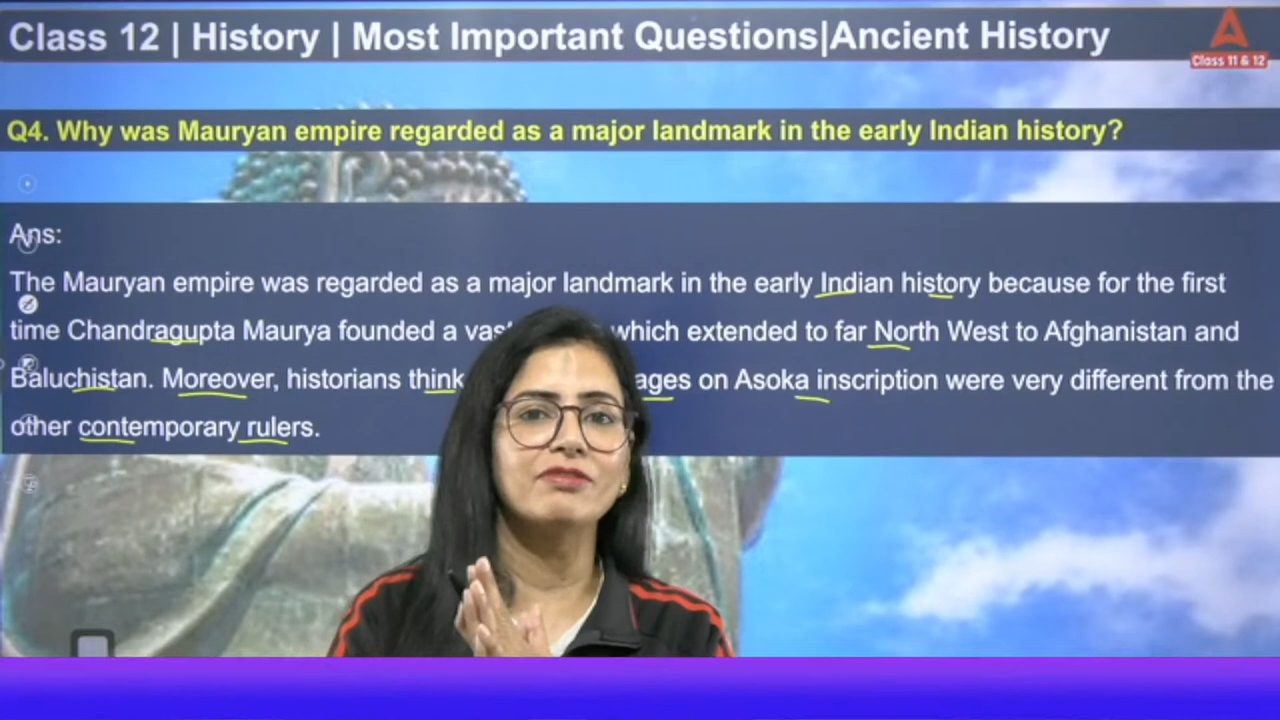 Class 12 | History | Most Important Questions|Ancient History
Class 11 & 12
Q4. Why was Mauryan empire regarded as a major landmark in the early Indian history?
Ans:
The Mauryan empire was regarded as a major landmark in the early Indian history because for the first
time Chandragupta Maurya founded a which extended to far North West to Afghanistan and
Baluchistan. Moreover, historians think on Asoka inscription were very different from the
other contemporary rulers.